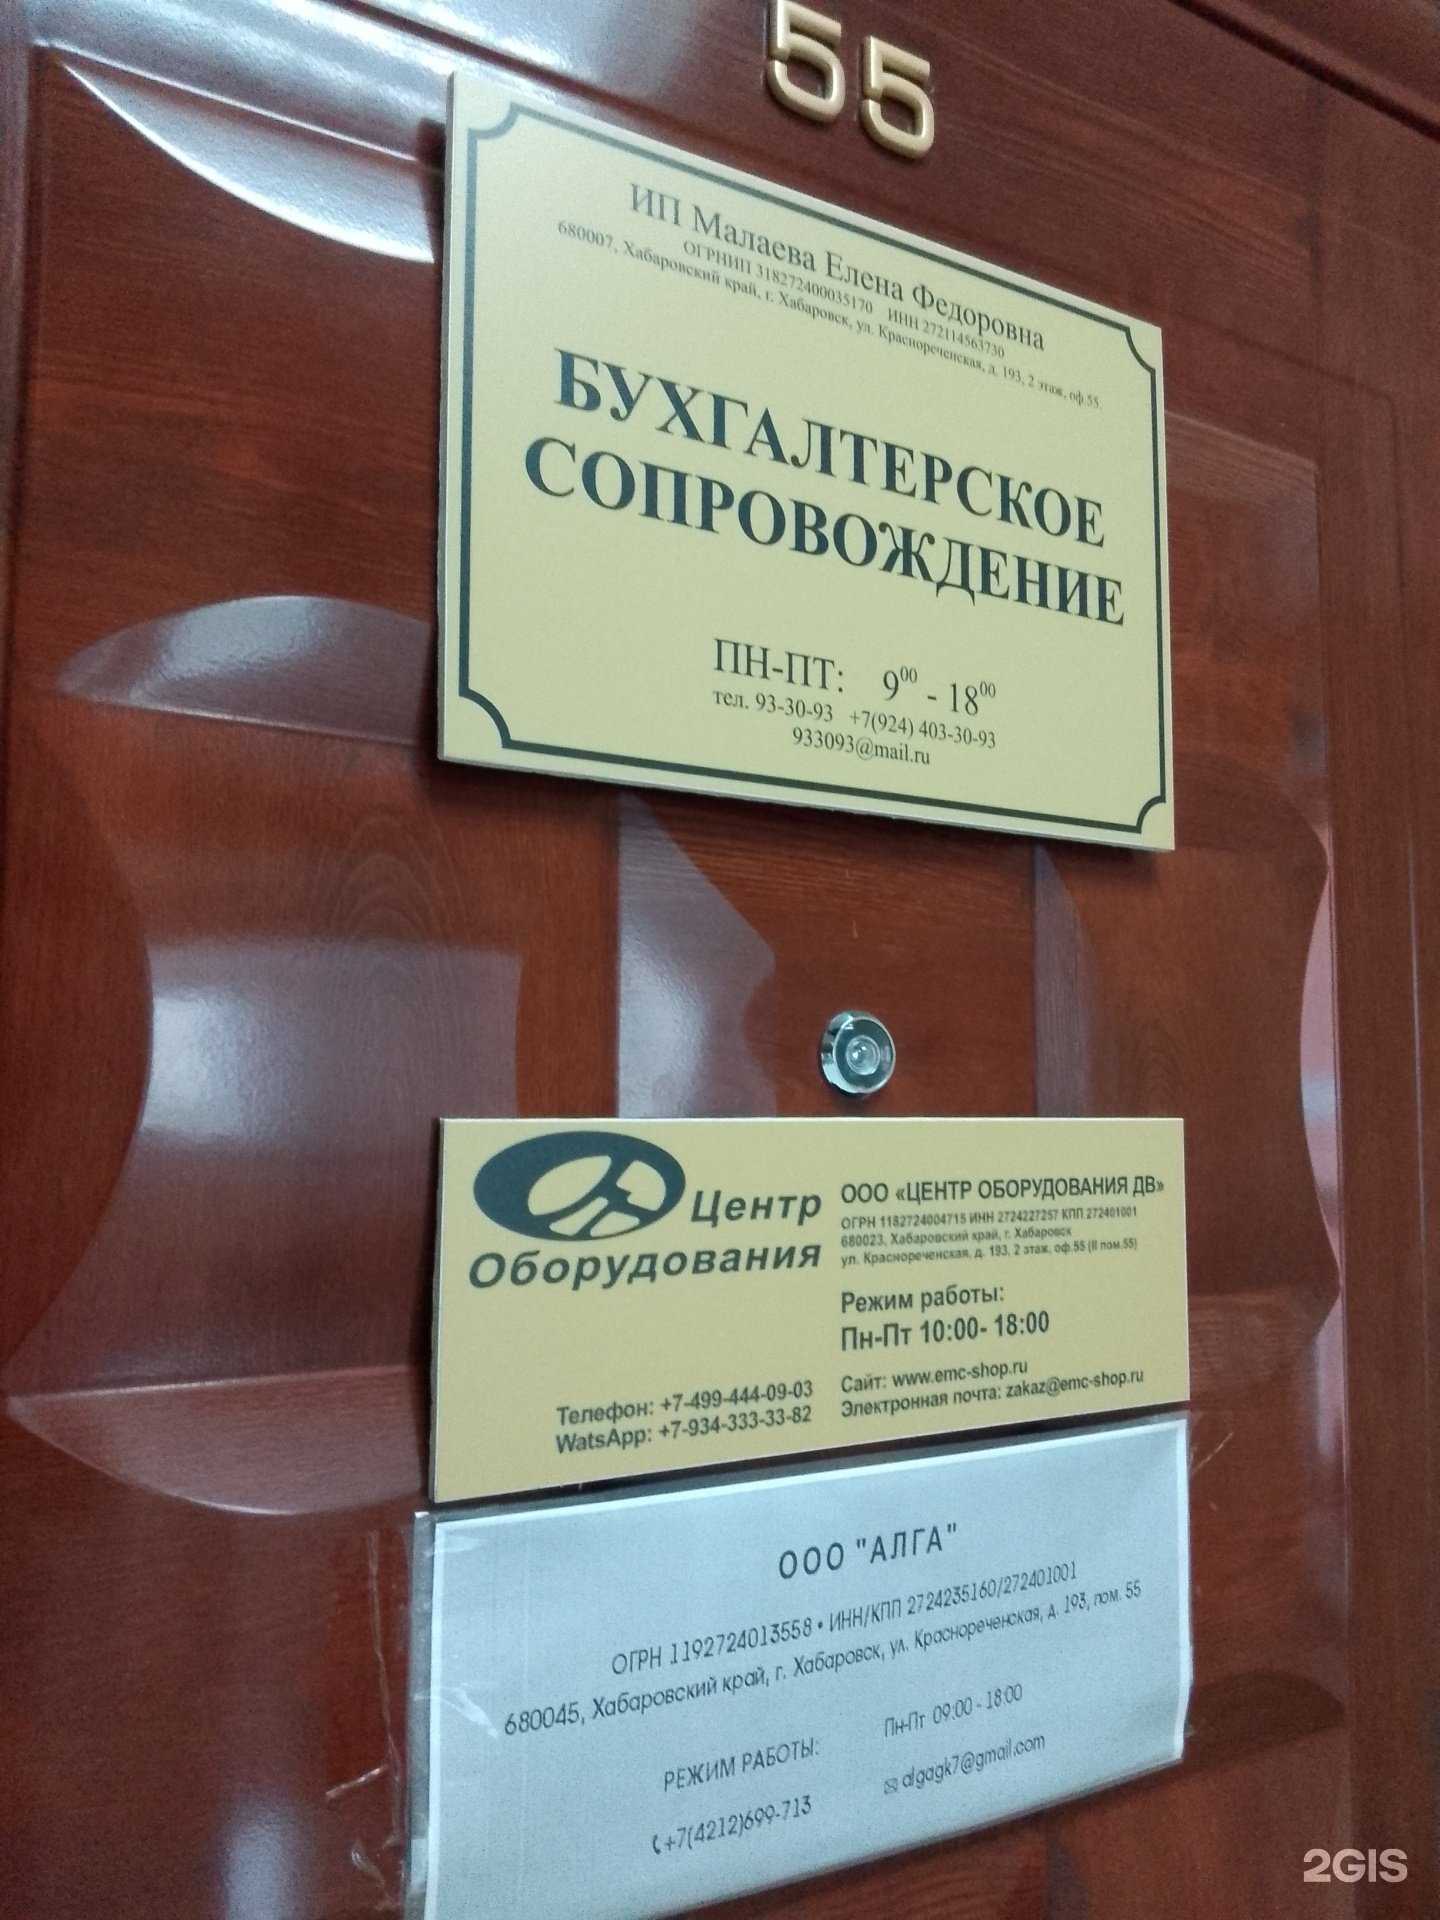 55
ИП Малаева Елена Федоровна
ОГРНИП 318272400035170 ИНН 272114563730
680007, Хабаровский край, г. Хабаровск, ул. Краснореченская, д. 193, 2 этаж, оф.55.
БУХГАЛТЕРСКОЕ
СОПРОВОЖДЕНИЕ
ПН-ПТ: 9⁰⁰ - 18⁰⁰
тел. 93-30-93 +7(924) 403-30-93
933093@mail.ru
Центр
Оборудования
Телефон: +7-499-444-09-03
WatsApp: +7-934-333-33-82
ООО «ЦЕНТР ОБОРУДОВАНИЯ ДВ»
ОГРН 1182724004715 ИНН 2724227257 КПП 272401001
680023, Хабаровский край, г. Хабаровск
ул. Краснореченская, д. 193, 2 этаж, оф.55 (II пом.55)
Режим работы:
Пн-Пт 10:00- 18:00
Сайт: www.emc-shop.ru
Электронная почта: zakaz@emc-shop.ru
ООО "АЛГА"
ОГРН 1192724013558 • ИНН/КПП 2724235160/272401001
680045, Хабаровский край, г. Хабаровск, ул. Краснореченская, д. 193, пом. 55
РЕЖИМ РАБОТЫ: Пн-Пт 09:00 - 18:00
+7(4212)699-713 algagk7@gmail.com
2GIS